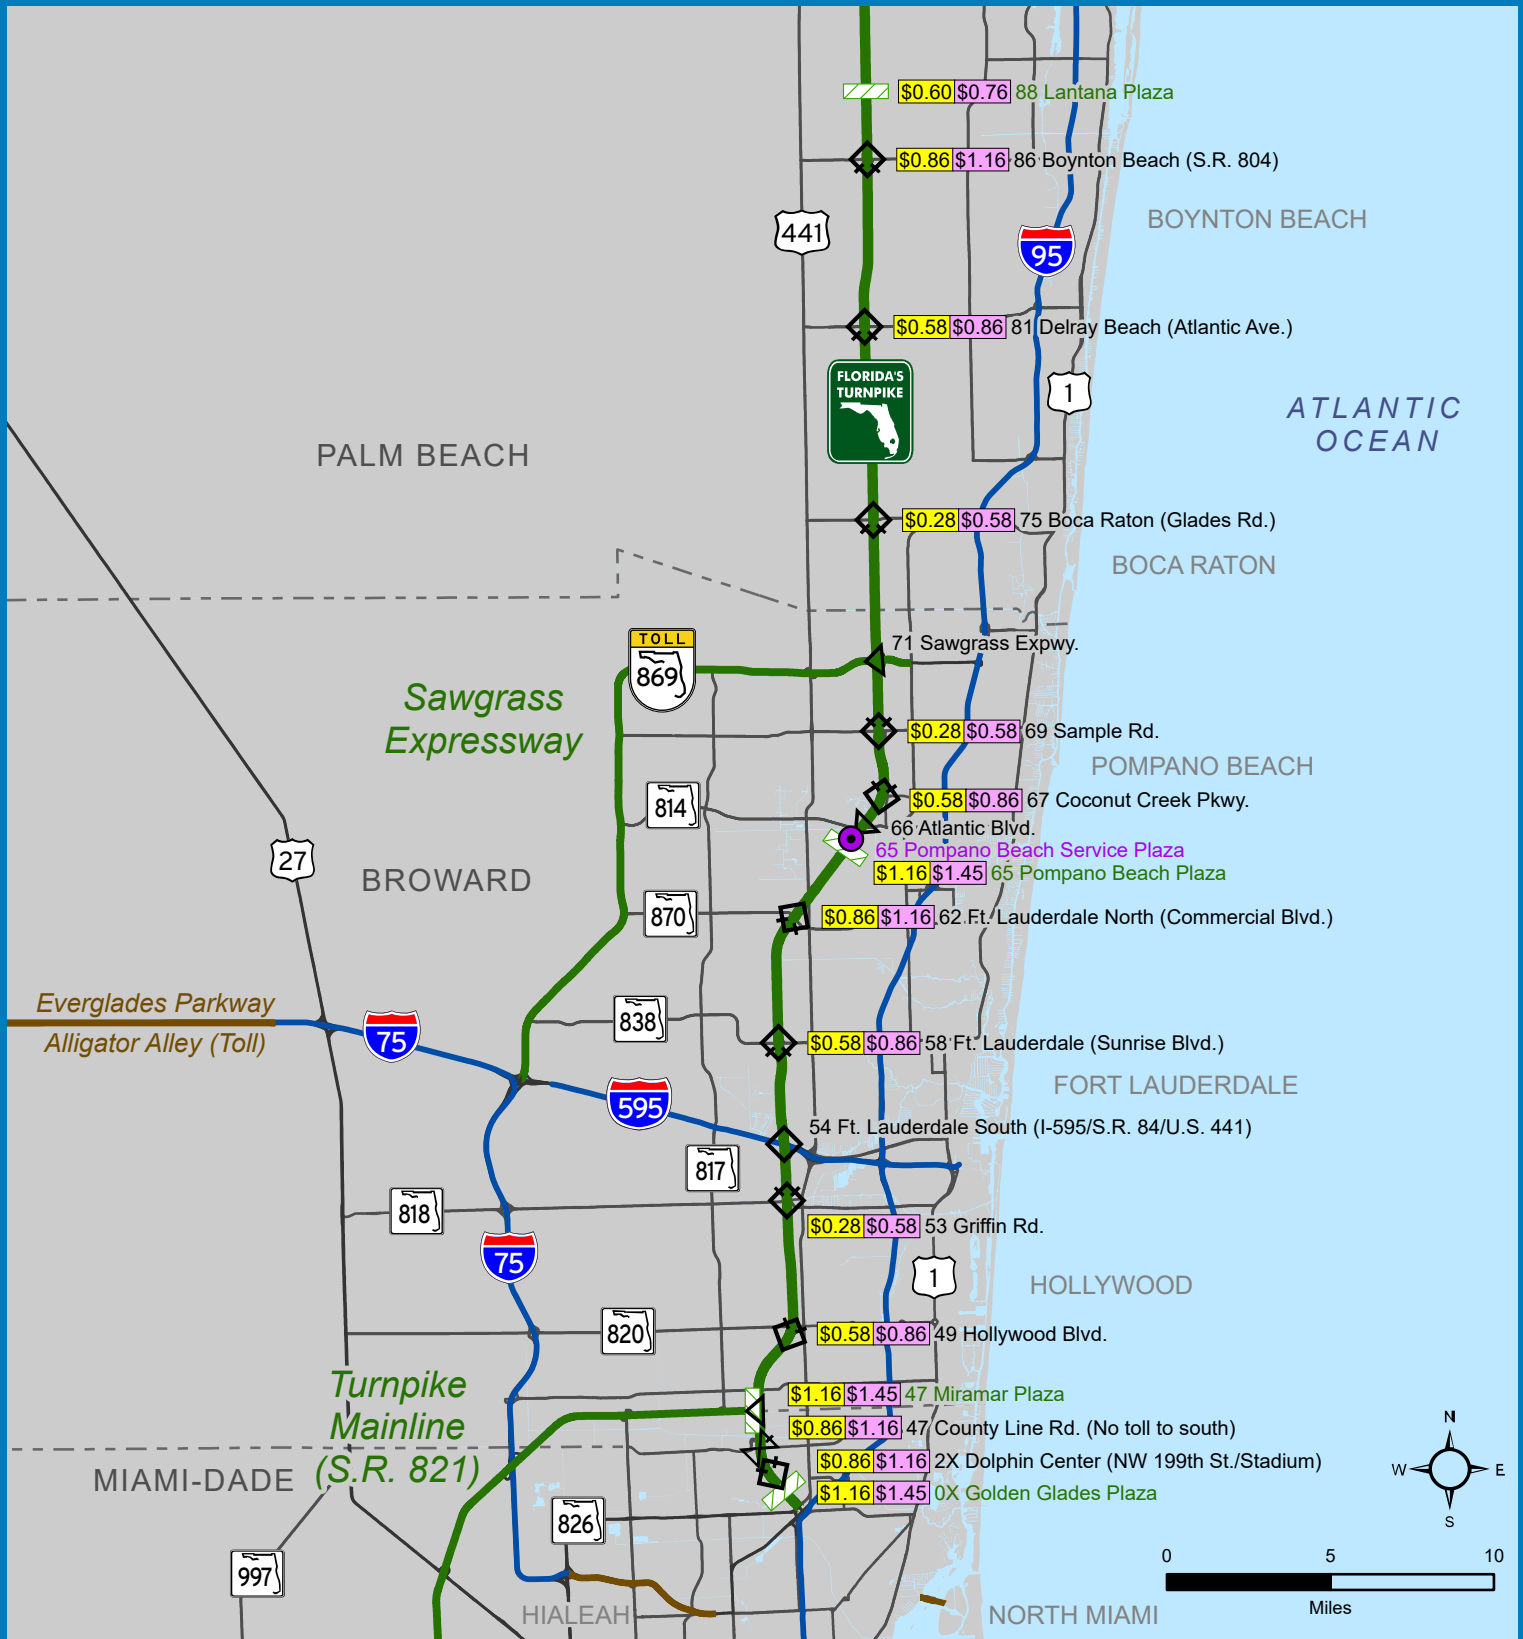 $0.60 $0.76 88 Lantana Plaza
$0.86 $1.16 86 Boynton Beach (S.R. 804)
BOYNTON BEACH
441
95
$0.58 $0.86 81 Delray Beach (Atlantic Ave.)
FLORIDA'S
TURNPIKE
1
ATLANTIC
OCEAN
PALM BEACH
$0.28 $0.58 75 Boca Raton (Glades Rd.)
BOCA RATON
71 Sawgrass Expwy.
TOLL
869
Sawgrass
Expressway
$0.28 $0.58 69 Sample Rd.
POMPANO BEACH
814
$0.58 $0.86 67 Coconut Creek Pkwy.
66 Atlantic Blvd.
65 Pompano Beach Service Plaza
$1.16 $1.45 65 Pompano Beach Plaza
27
BROWARD
870
$0.86 $1.16 62 Ft. Lauderdale North (Commercial Blvd.)
Everglades Parkway
Alligator Alley (Toll)
75
838
$0.58 $0.86 58 Ft. Lauderdale (Sunrise Blvd.)
FORT LAUDERDALE
595
54 Ft. Lauderdale South (I-595/S.R. 84/U.S. 441)
817
818
$0.28 $0.58 53 Griffin Rd.
75
1
HOLLYWOOD
820
$0.58 $0.86 49 Hollywood Blvd.
Turnpike
Mainline
(S.R. 821)
$1.16 $1.45 47 Miramar Plaza
$0.86 $1.16 47 County Line Rd. (No toll to south)
$0.86 $1.16 2X Dolphin Center (NW 199th St./Stadium)
$1.16 $1.45 0X Golden Glades Plaza
MIAMI-DADE
826
997
HIALEAH
NORTH MIAMI
N
W E
S
0 5 10
Miles